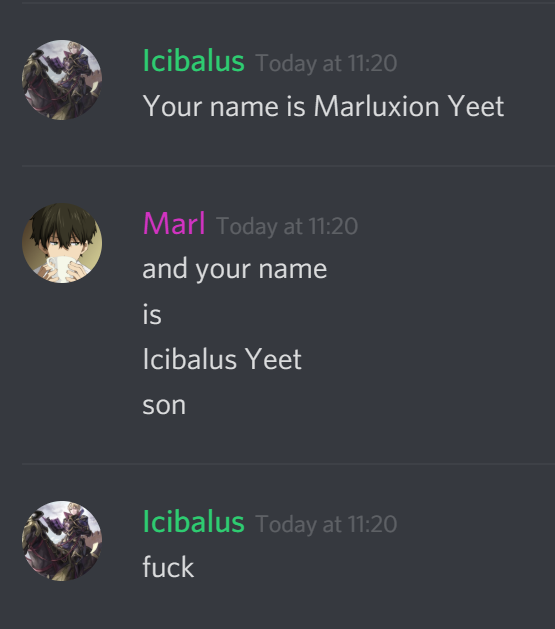 Icibalus Today at 11:20
Your name is Marluxion Yeet
Marl Today at 11:20
and your name
is
Icibalus Yeet
son
Icibalus Today at 11:20
fuck